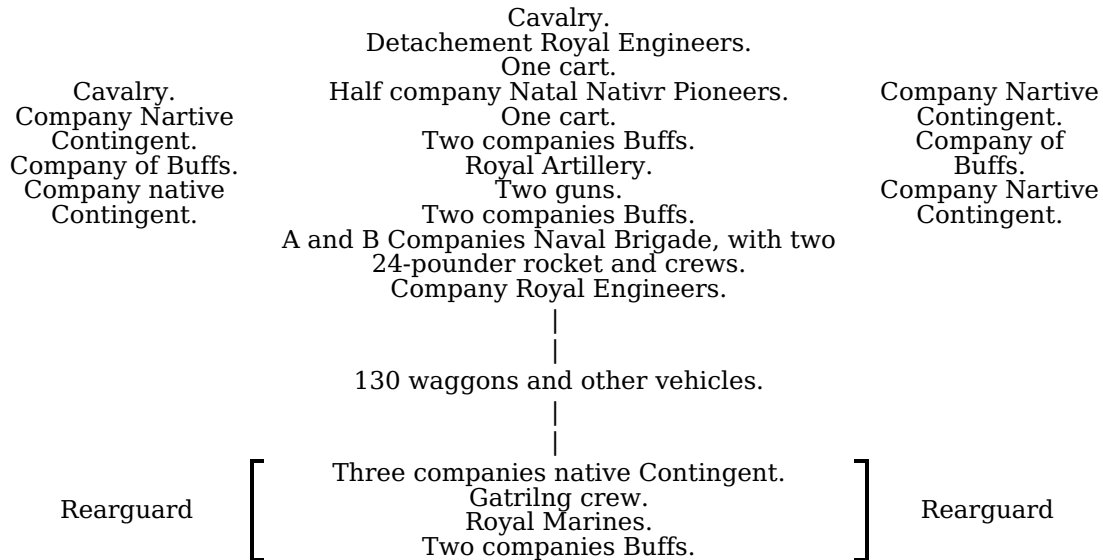 Cavalry.
Detachement Royal Engineers.
One cart.
Half company Natal Nativr Pioneers.
One cart.
Two companies Buffs.
Royal Artillery.
Two guns.
Two companies Buffs.
A and B Companies Naval Brigade, with two
24-pounder rocket and crews.
Company Royal Engineers.
Cavalry.
Company Nartive
Contingent.
Company of Buffs.
Company native
Contingent.
Company Nartive
Contingent.
Company of
Buffs.
Company Nartive
Contingent.
|
|
130 waggons and other vehicles.
|
|
Rearguard
Three companies native Contingent.
Gatrilng crew.
Royal Marines.
Two companies Buffs.
Rearguard